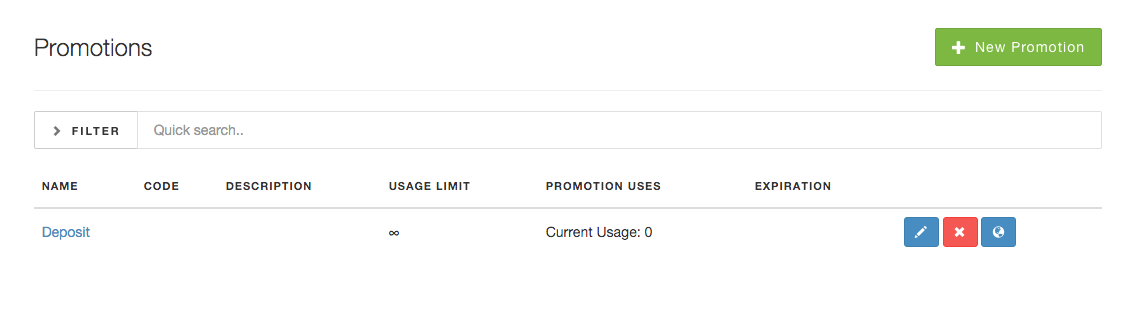 Promotions
New Promotion
FILTER Quick search..
NAME CODE DESCRIPTION USAGE LIMIT PROMOTION USES EXPIRATION
Deposit ∞ Current Usage: 0